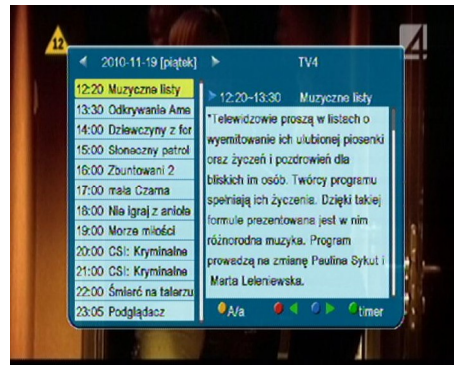 12
2010-11-19 [piątek]
TV4
4
12:20 Muzyczne listy
13:30 Odkrywanie Ame
14:00 Dziewczyny z for
15:00 Słoneczny patrol
16:00 Zbuntowani 2
17:00 mała Czarna
18:00 Nie igraj z aniołe
19:00 Morze miłości
20:00 CSI: Kryminalne
21:00 CSI: Kryminalne
22:00 Śmierć na talerzu
23:05 Podglądacz
12:20-13:30 Muzyczne listy
"Telewidzowie proszą w listach o
wyemitowanie ich ulubionej piosenki
oraz życzeń i pozdrowień dla
bliskich im osób. Twórcy programu
spełniają ich życzenia. Dzięki takiej
formule prezentowana jest w nim
różnorodna muzyka. Program
prowadzą na zmianę Paulina Sykut i
Marta Leleniewska.
A/a
timer